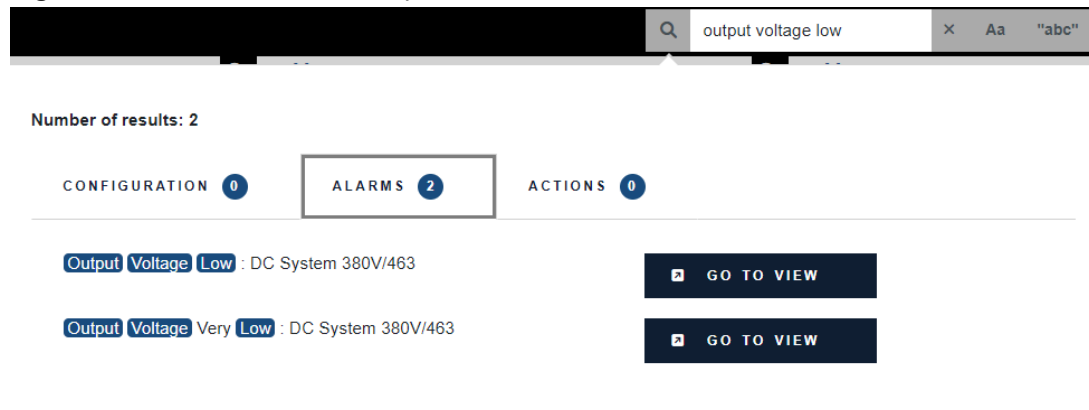 output voltage low × Aa "abc"
Number of results: 2
CONFIGURATION 0 ALARMS 2 ACTIONS 0
Output Voltage Low : DC System 380V/463 GO TO VIEW
Output Voltage Very Low : DC System 380V/463 GO TO VIEW